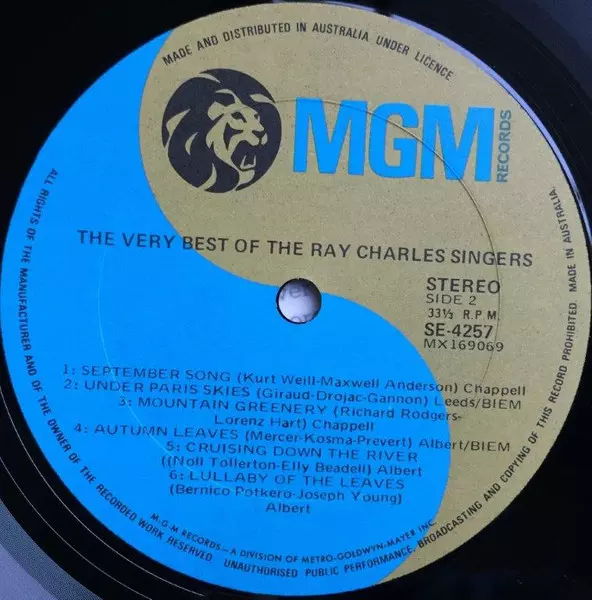 MADE AND DISTRIBUTED IN AUSTRALIA UNDER LICENCE
MGM
RECORDS
THE VERY BEST OF THE RAY CHARLES SINGERS
STEREO
SIDE 2
33⅓ R.P.M.
SE-4257
MX169069
1: SEPTEMBER SONG (Kurt Weill-Maxwell Anderson) Chappell
2: UNDER PARIS SKIES (Giraud-Drojac-Gannon) Leeds/BIEM
3: MOUNTAIN GREENERY (Richard Rodgers-
Lorenz Hart) Chappell
4: AUTUMN LEAVES (Mercer-Kosma-Prevert) Albert/BIEM
5: CRUISING DOWN THE RIVER
((Noll Tollerton-Elly Beadell) Albert
6: LULLABY OF THE LEAVES
(Bernico Potkero-Joseph Young)
Albert
M-G-M RECORDS—A DIVISION OF METRO-GOLDWYN-MAYER INC.
ALL RIGHTS OF THE MANUFACTURER AND OF THE OWNER OF THE RECORDED WORK RESERVED. UNAUTHORISED PUBLIC PERFORMANCE, BROADCASTING AND COPYING OF THIS RECORD PROHIBITED. MADE IN AUSTRALIA.